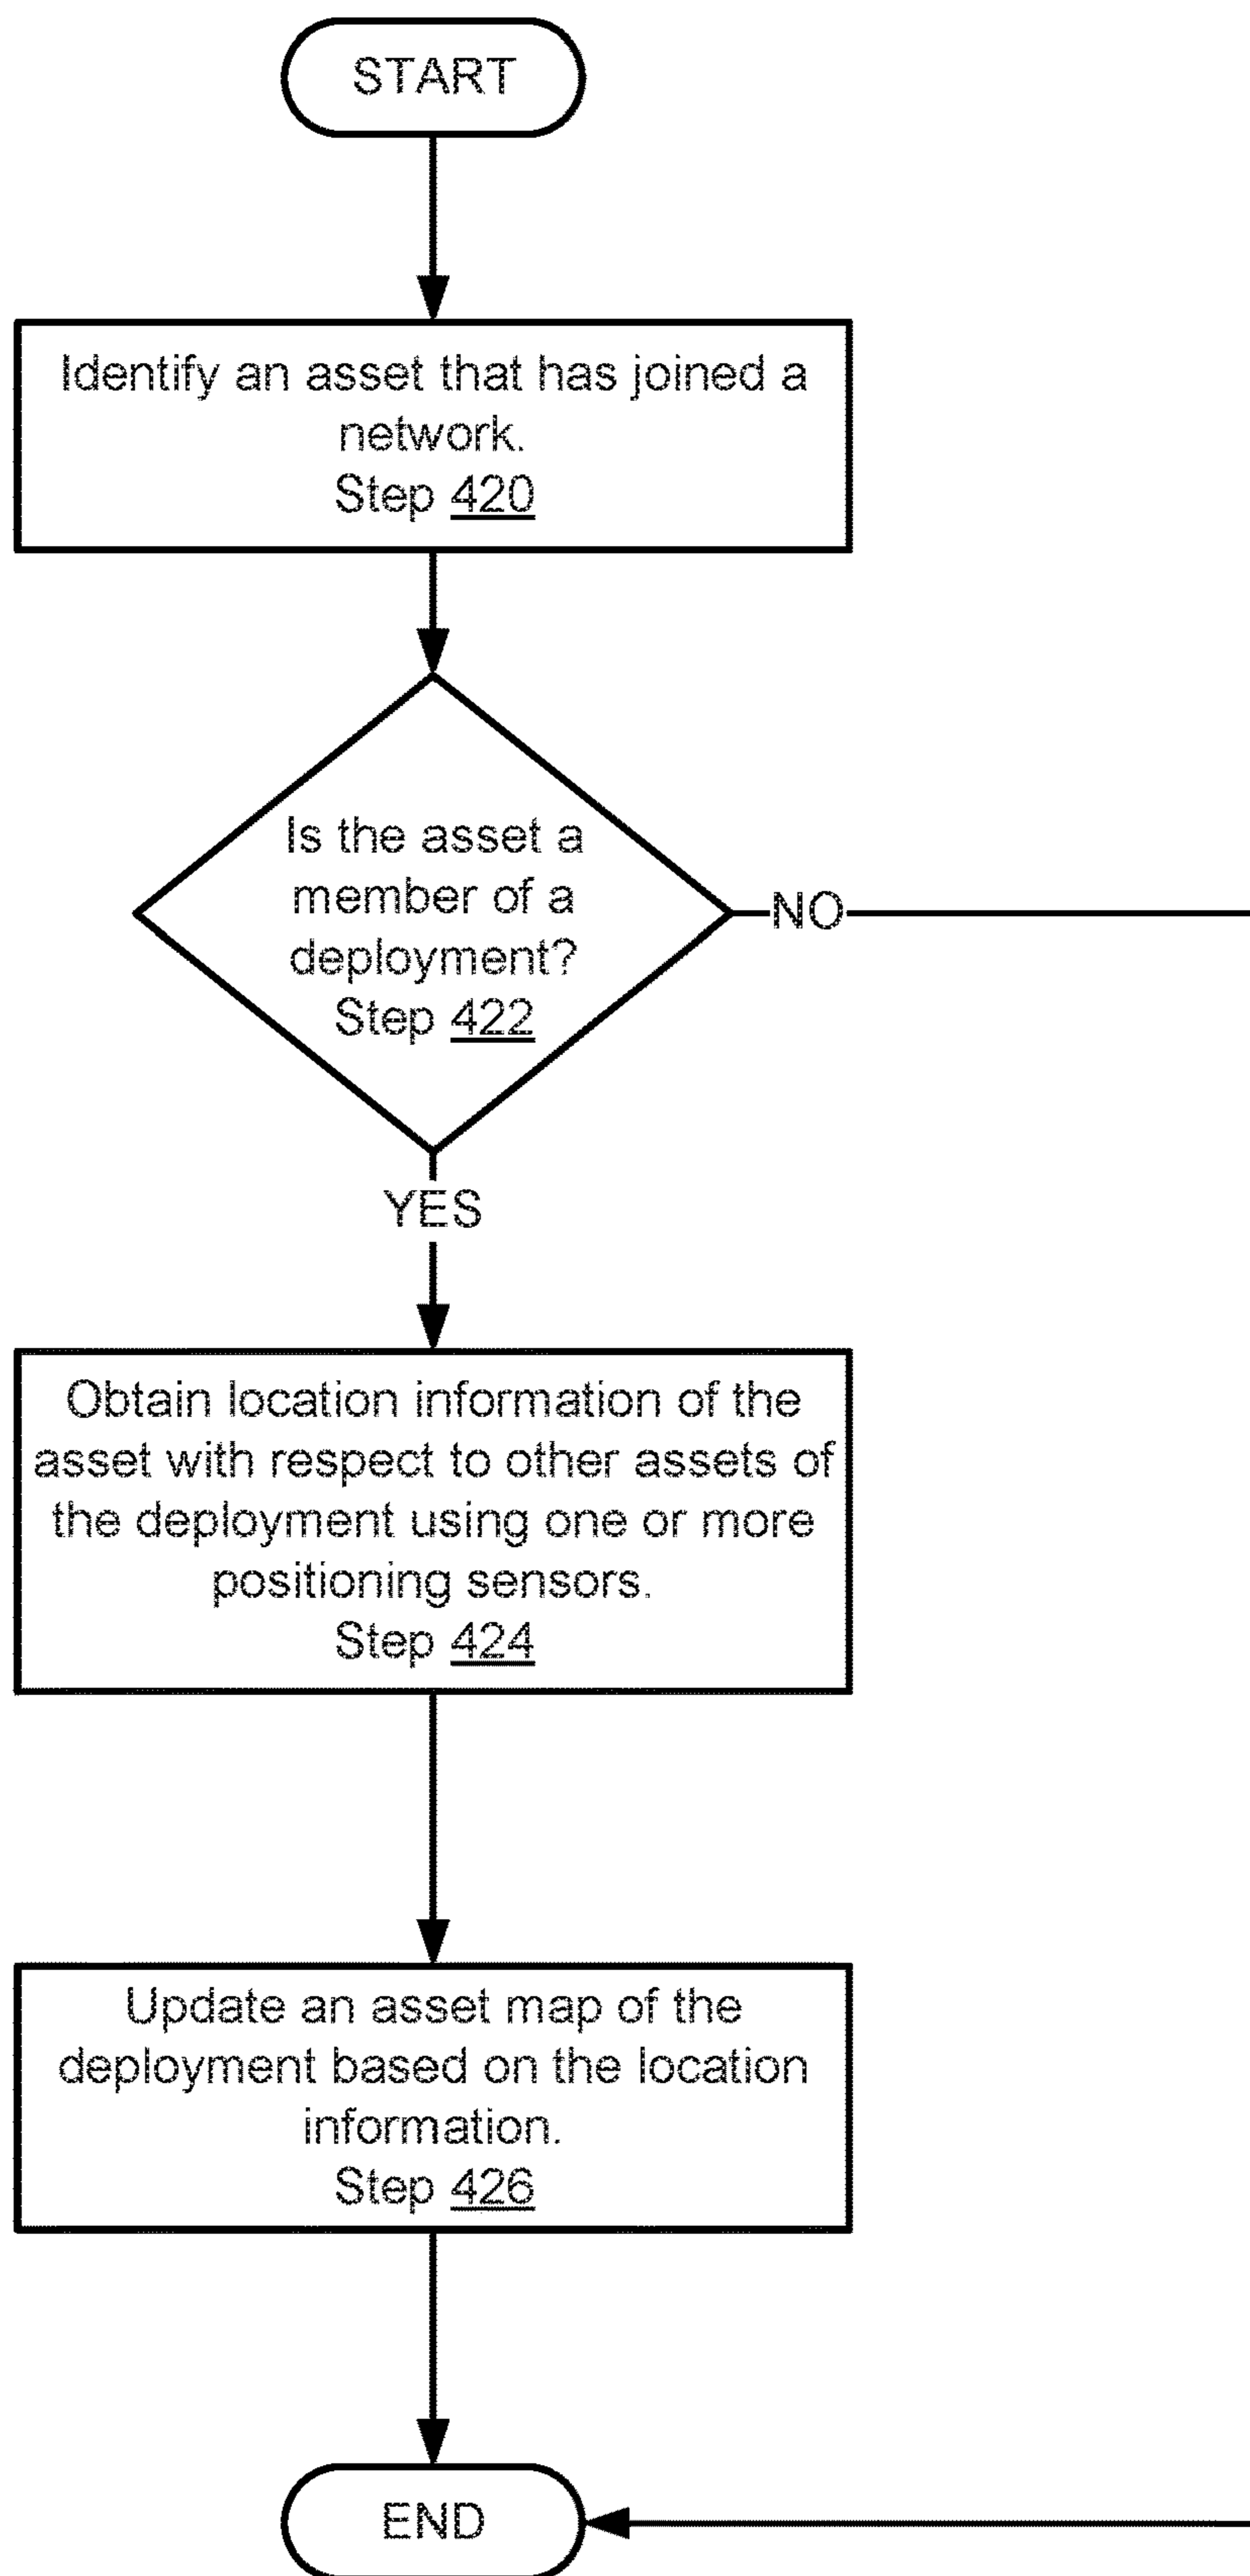 START
Identify an asset that has joined a
network.
Step 420
Is the asset a
member of a
deployment?
Step 422
NO
YES
Obtain location information of the
asset with respect to other assets of
the deployment using one or more
positioning sensors.
Step 424
Update an asset map of the
deployment based on the location
information.
Step 426
END